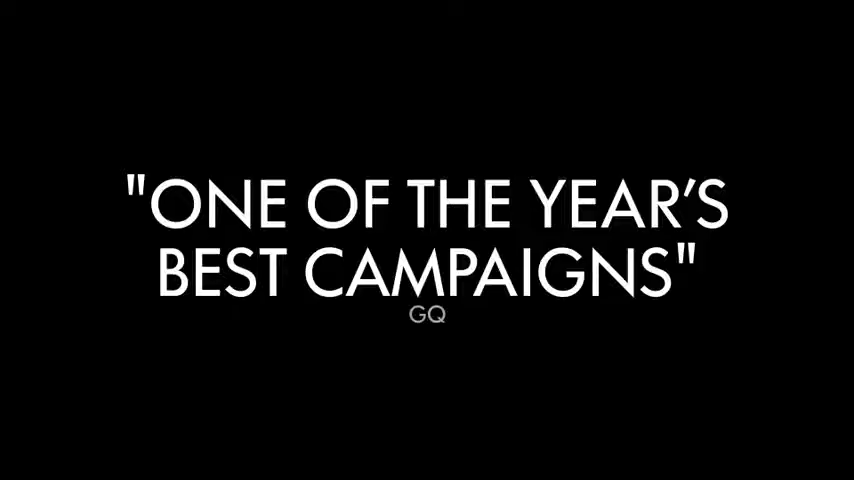 "ONE OF THE YEAR’S
BEST CAMPAIGNS"
GQ